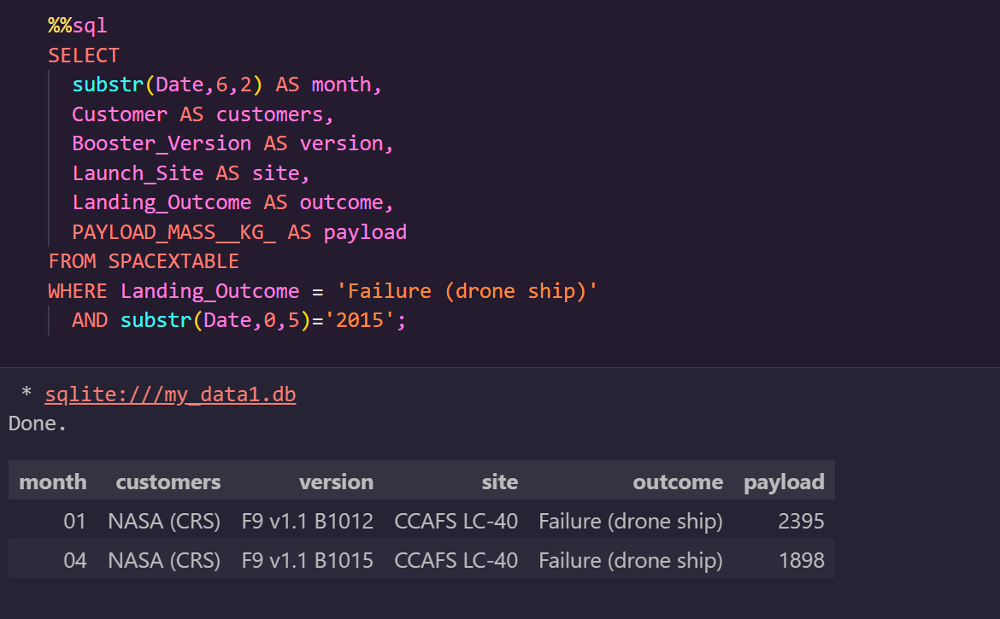 %%sql
SELECT
substr(Date,6,2) AS month,
Customer AS customers,
Booster_Version AS version,
Launch_Site AS site,
Landing_Outcome AS outcome,
PAYLOAD_MASS__KG_ AS payload
FROM SPACEXTABLE
WHERE Landing_Outcome = 'Failure (drone ship)'
AND substr(Date,0,5)='2015';
* sqlite:///my_data1.db
Done.
month customers version site outcome payload
01 NASA (CRS) F9 v1.1 B1012 CCAFS LC-40 Failure (drone ship) 2395
04 NASA (CRS) F9 v1.1 B1015 CCAFS LC-40 Failure (drone ship) 1898